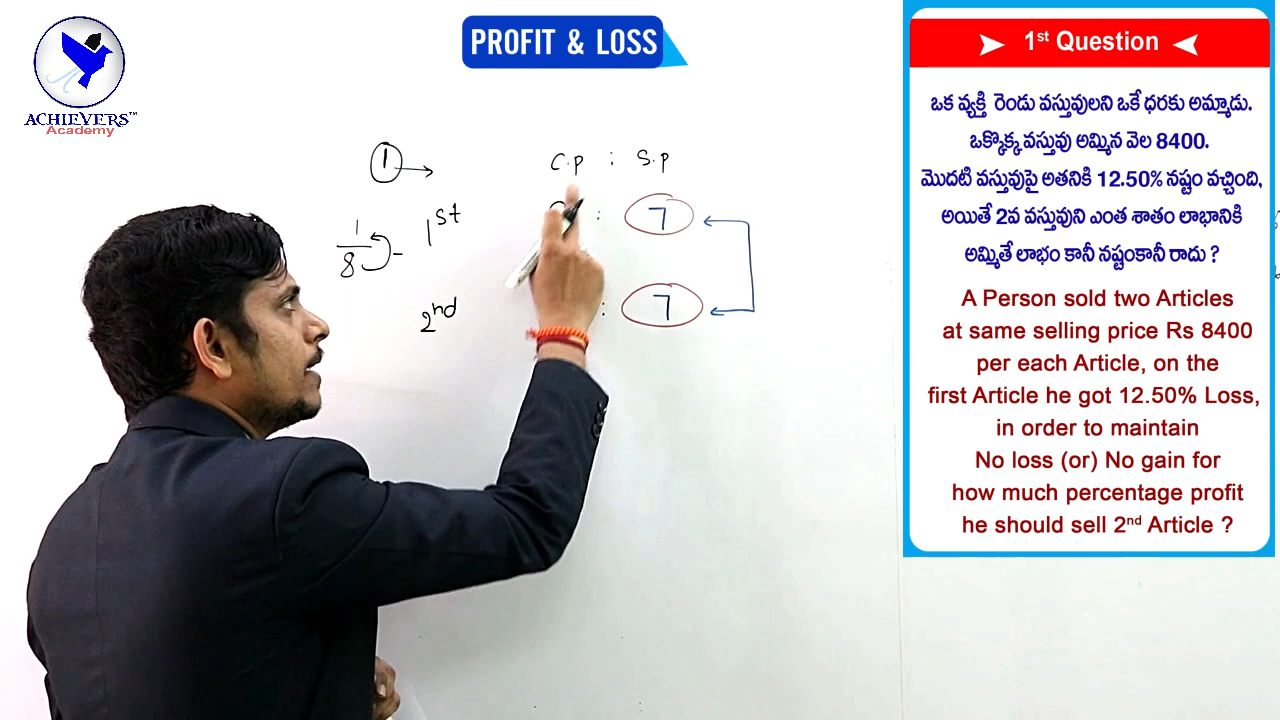 ACHIEVERS™
Academy
PROFIT & LOSS
1
C.P : S.P
1/8
1st
: 7
2nd
: 7
1st Question
ఒక వ్యక్తి రెండు వస్తువులని ఒకే ధరకు అమ్మాడు.
ఒక్కొక్క వస్తువు అమ్మిన వెల 8400.
మొదటి వస్తువుపై అతనికి 12.50% నష్టం వచ్చింది,
అయితే 2వ వస్తువుని ఎంత శాతం లాభానికి
అమ్మితే లాభం కానీ నష్టంకానీ రాదు ?
A Person sold two Articles
at same selling price Rs 8400
per each Article, on the
first Article he got 12.50% Loss,
in order to maintain
No loss (or) No gain for
how much percentage profit
he should sell 2nd Article ?